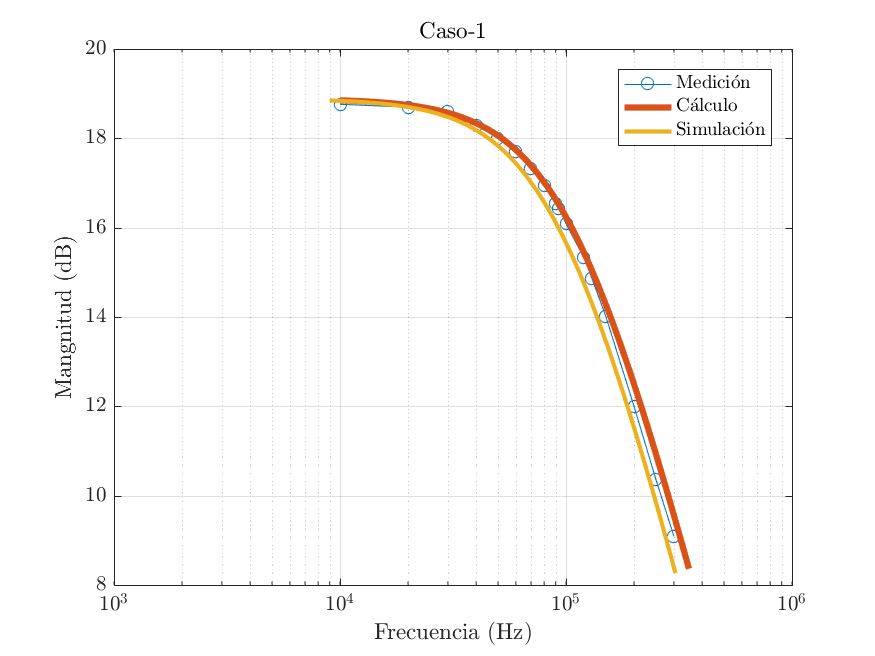 Caso-1
20
18
16
14
12
10
8
Mangnitud (dB)
10^3
10^4
10^5
10^6
Frecuencia (Hz)
Medición
Cálculo
Simulación